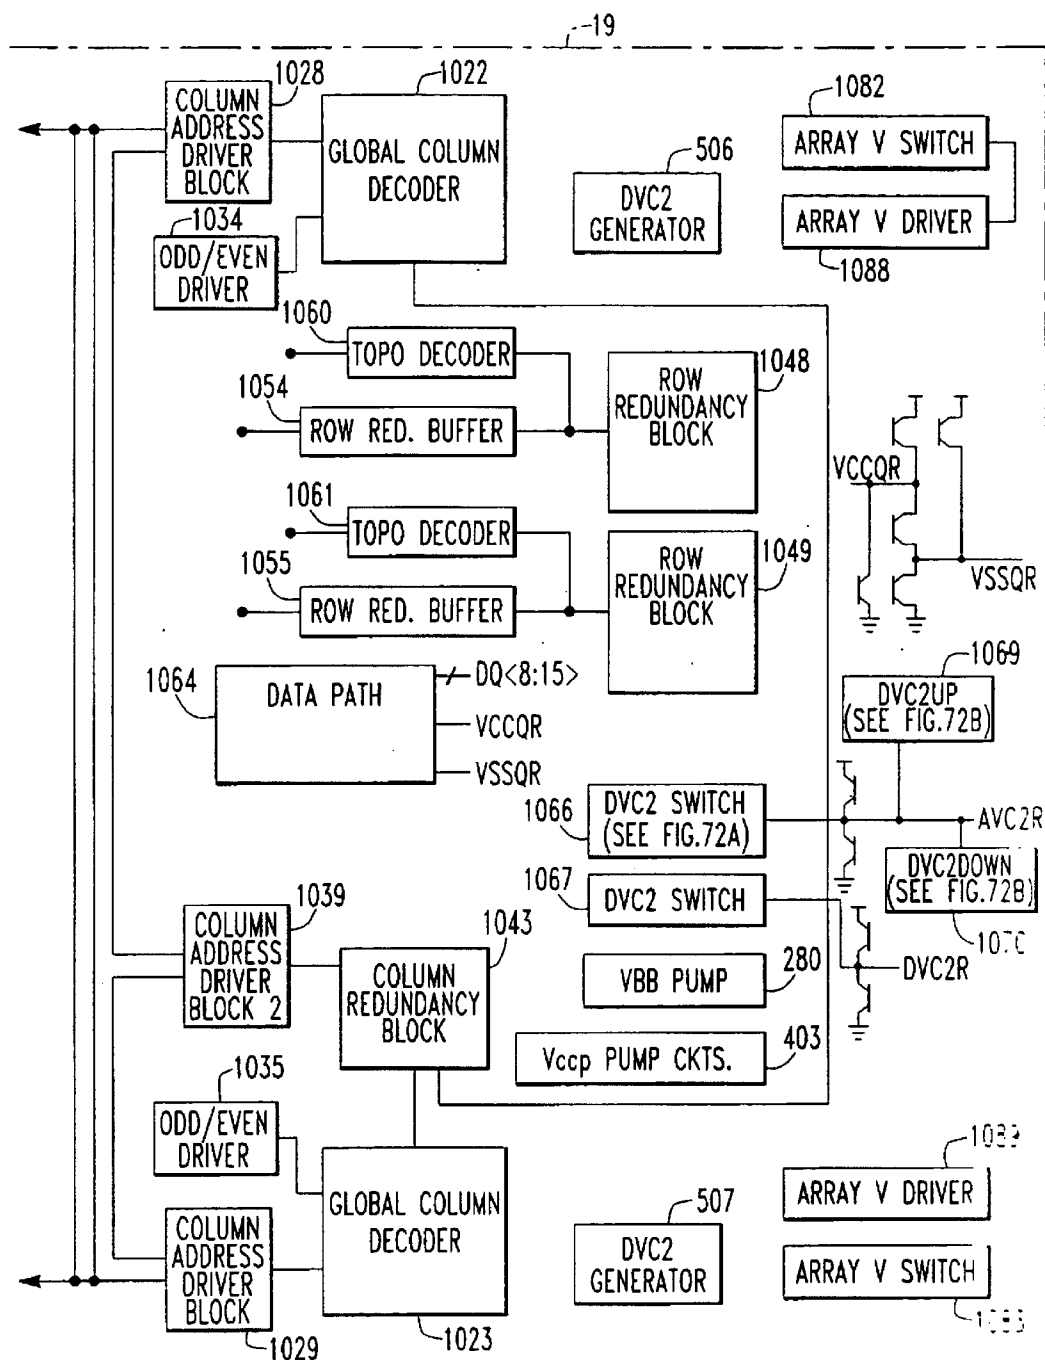 19
1028
1022
1082
COLUMN
ADDRESS
DRIVER
BLOCK
GLOBAL COLUMN
DECODER
506
ARRAY V SWITCH
DVC2
GENERATOR
ARRAY V DRIVER
1088
1034
ODD/EVEN
DRIVER
1060
TOPO DECODER
1048
ROW
REDUNDANCY
BLOCK
1054
ROW RED. BUFFER
VCCQR
1061
TOPO DECODER
1049
ROW
REDUNDANCY
BLOCK
VSSQR
1055
ROW RED. BUFFER
1064
DATA PATH
DQ<8:15>
VCCQR
VSSQR
1069
DVC2UP
(SEE FIG.72B)
1066
DVC2 SWITCH
(SEE FIG.72A)
AVC2R
DVC2DOWN
(SEE FIG.72B)
1067
DVC2 SWITCH
DVC2R
1039
COLUMN
ADDRESS
DRIVER
BLOCK 2
1043
COLUMN
REDUNDANCY
BLOCK
280
VBB PUMP
403
Vccp PUMP CKTS.
1035
ODD/EVEN
DRIVER
GLOBAL COLUMN
DECODER
1023
ARRAY V DRIVER
507
DVC2
GENERATOR
ARRAY V SWITCH
COLUMN
ADDRESS
DRIVER
BLOCK
1029